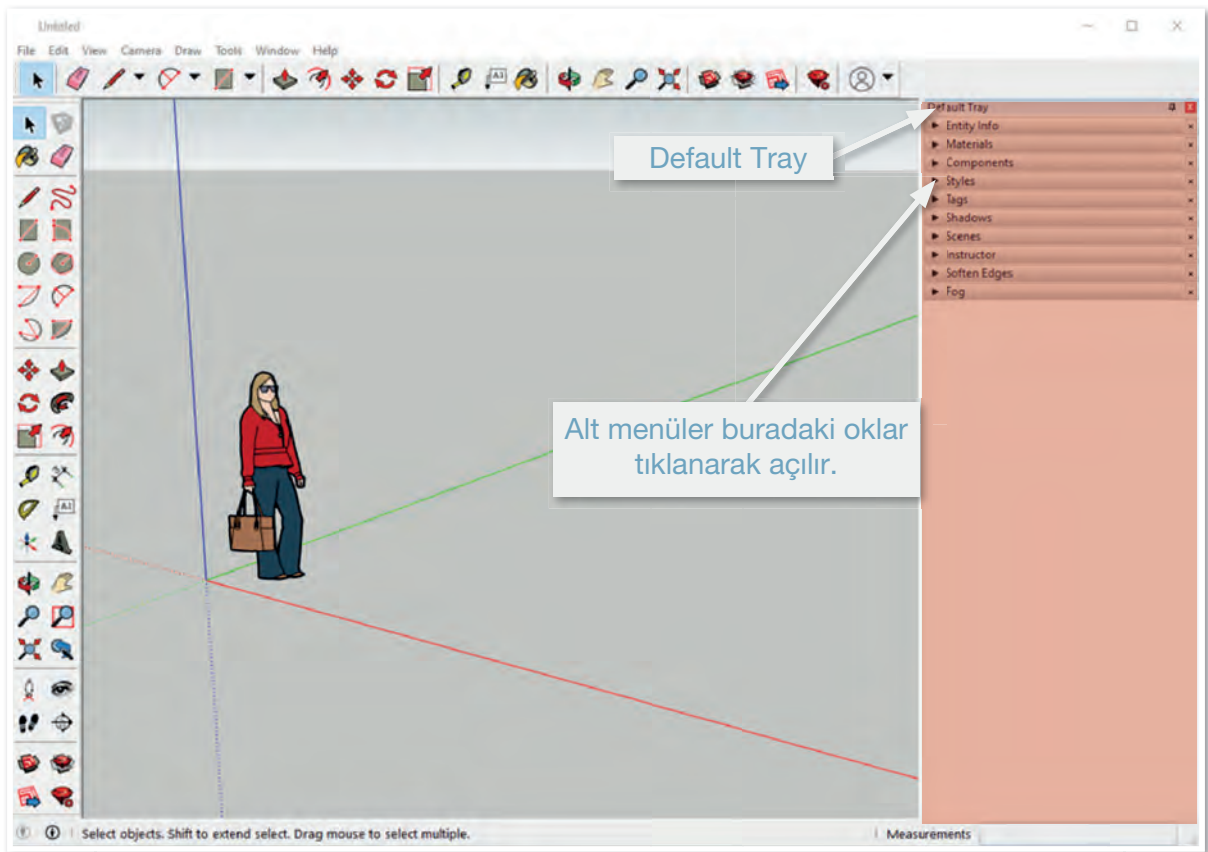 Untitled
File Edit View Camera Draw Tools Window Help
Default Tray
Entity Info
Materials
Components
Styles
Tags
Shadows
Scenes
Instructor
Soften Edges
Fog
Default Tray
Alt menüler buradaki oklar
tıklanarak açılır.
Select objects. Shift to extend select. Drag mouse to select multiple.
Measurements